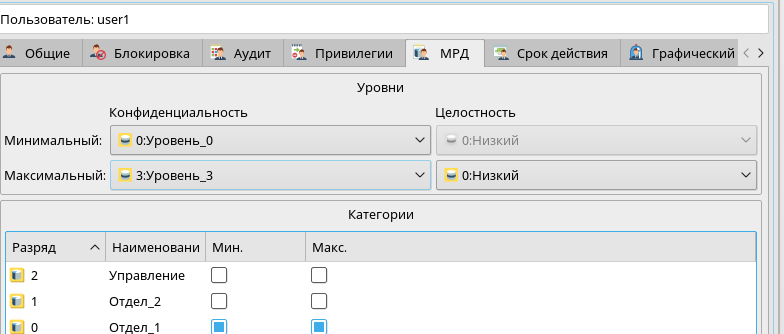 Пользователь: user1
Общие Блокировка Аудит Привилегии МРД Срок действия Графический
Уровни
Конфиденциальность Целостность
Минимальный: 0:Уровень_0 0:Низкий
Максимальный: 3:Уровень_3 0:Низкий
Категории
Разряд Наименовани Мин. Макс.
2 Управление
1 Отдел_2
0 Отдел_1